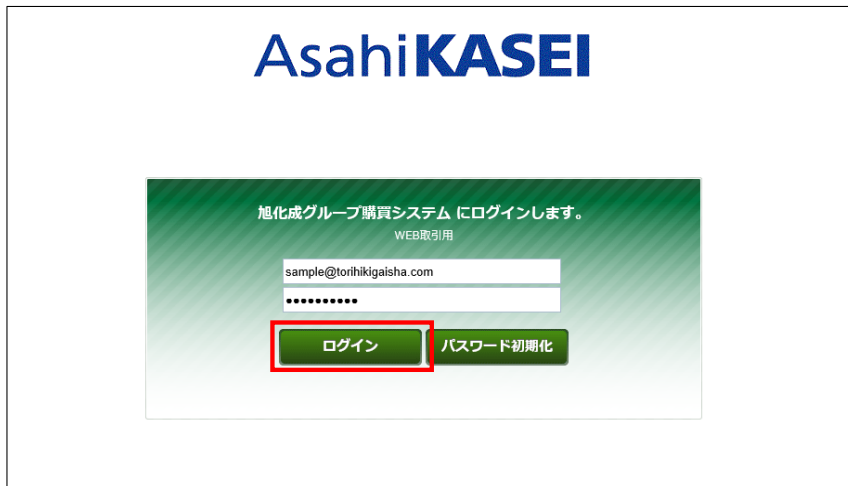 AsahiKASEI
旭化成グループ購買システム にログインします。
WEB取引用
sample@torihikigaisha.com
••••••••••
ログイン パスワード初期化